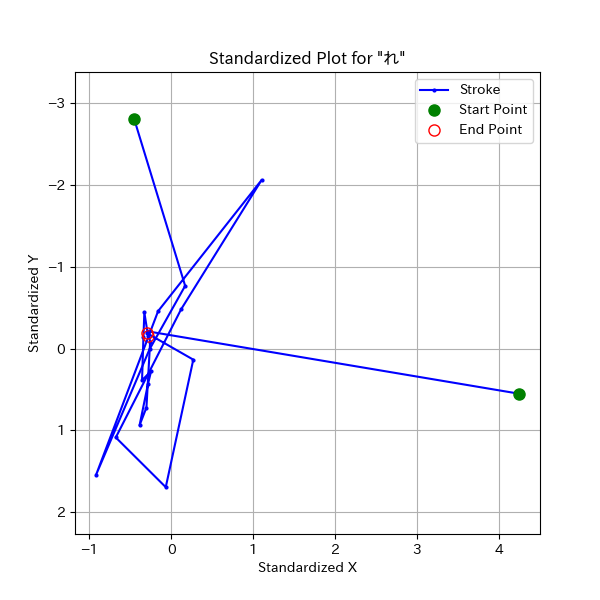 Standardized Plot for "れ"
Stroke
Start Point
End Point
−3
−2
−1
0
1
2
Standardized Y
−1 0 1 2 3 4
Standardized X